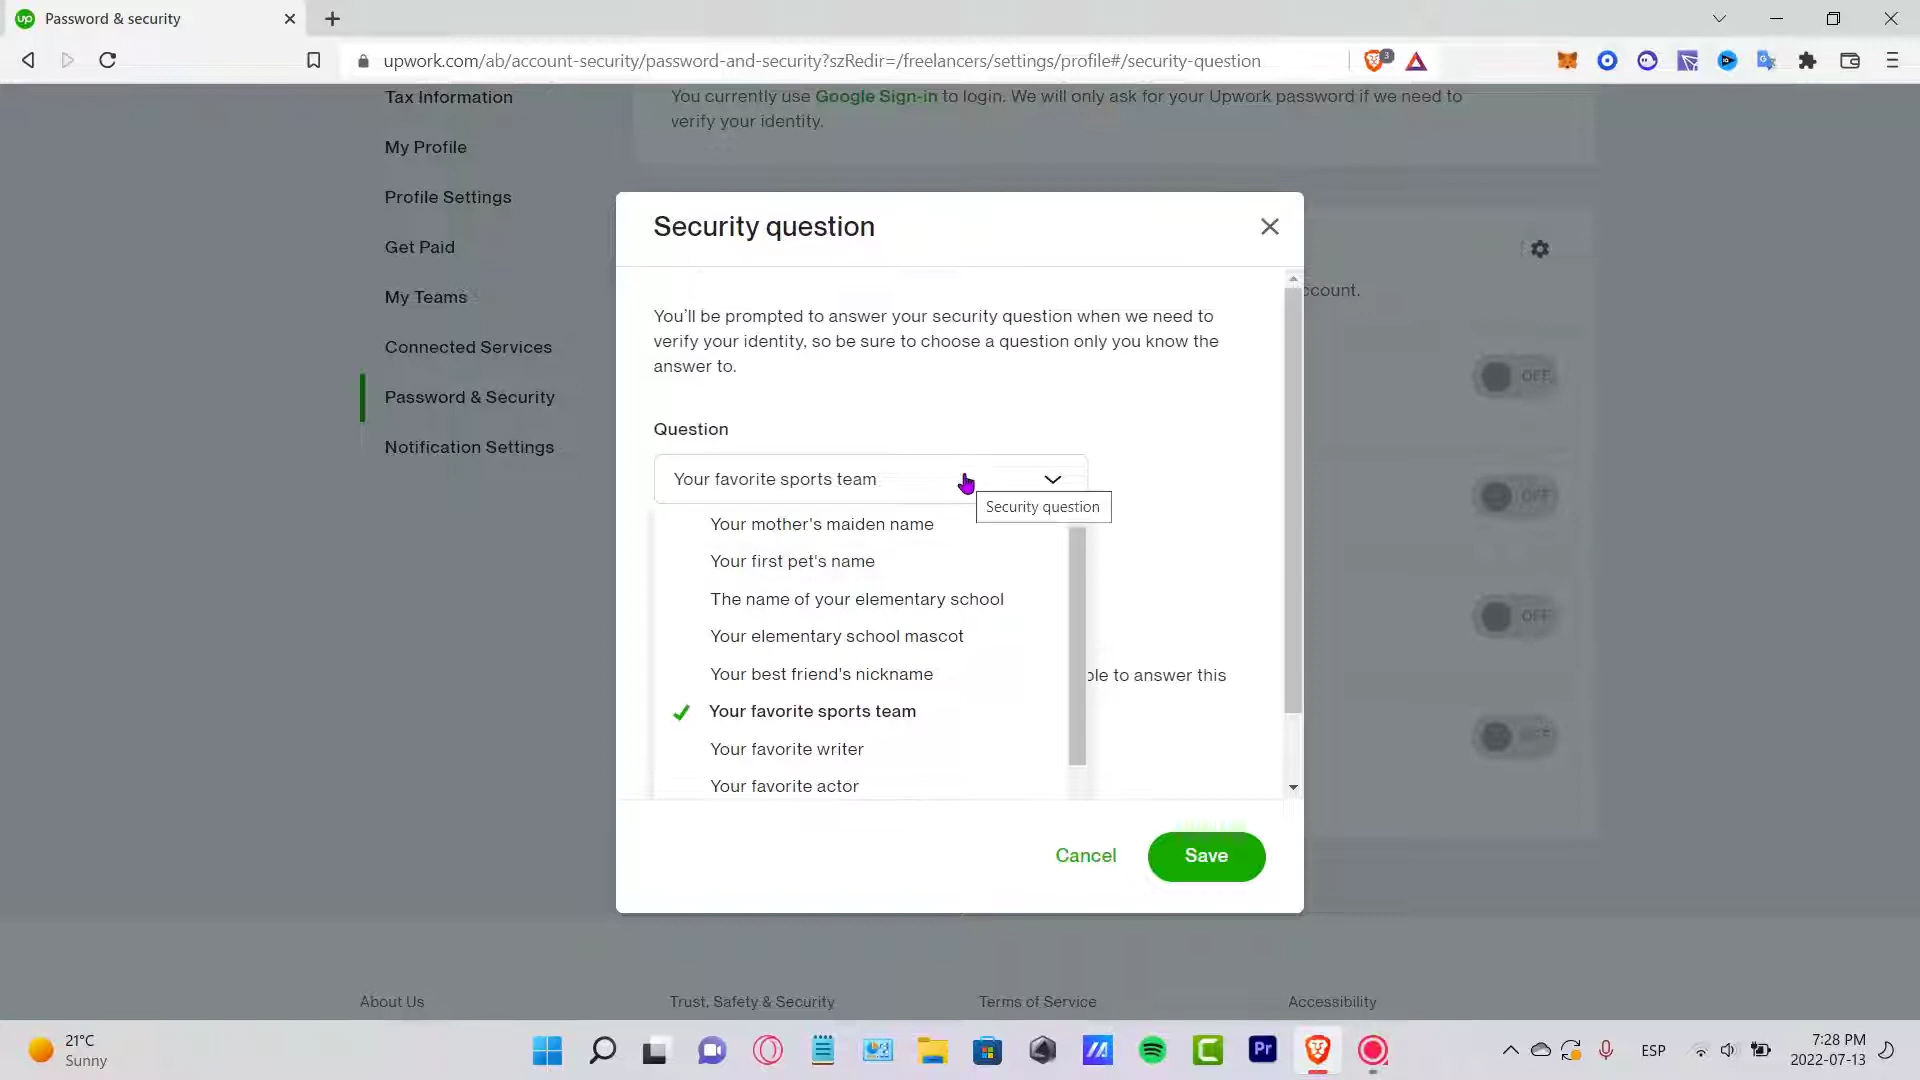 Password & security
upwork.com/ab/account-security/password-and-security?szRedir=/freelancers/settings/profile#/security-question
3
Tax Information
My Profile
Profile Settings
Get Paid
My Teams
Connected Services
Password & Security
Notification Settings
You currently use Google Sign-in to login. We will only ask for your Upwork password if we need to
verify your identity.
ccount.
OFF
OFF
OFF
OFF
Security question
You'll be prompted to answer your security question when we need to
verify your identity, so be sure to choose a question only you know the
answer to.
Question
Your favorite sports team
Security question
Your mother's maiden name
Your first pet's name
The name of your elementary school
Your elementary school mascot
Your best friend's nickname
ble to answer this
Your favorite sports team
Your favorite writer
Your favorite actor
Cancel
Save
About Us
Trust, Safety & Security
Terms of Service
Accessibility
21°C
Sunny
Pr
ESP
7:28 PM
2022-07-13